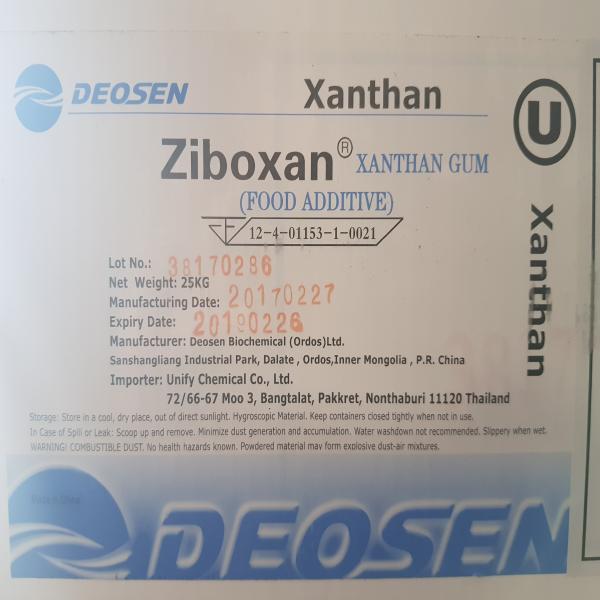 DEOSEN
Xanthan
Ziboxan® XANTHAN GUM
(FOOD ADDITIVE)
12-4-01153-1-0021
Lot No.: 38170286
Net Weight: 25KG
Manufacturing Date: 20170227
Expiry Date: 20190226
Manufacturer: Deosen Biochemical (Ordos)Ltd.
Sanshangliang Industrial Park, Dalate , Ordos,Inner Mongolia , P.R. China
Importer: Unify Chemical Co., Ltd.
72/66-67 Moo 3, Bangtalat, Pakkret, Nonthaburi 11120 Thailand
Storage: Store in a cool, dry place, out of direct sunlight. Hygroscopic Material. Keep containers closed tightly when not in use.
In Case of Spill or Leak: Scoop up and remove. Minimize dust generation and accumulation. Water washdown not recommended. Slippery when wet.
WARNING! COMBUSTIBLE DUST. No health hazards known. Powdered material may form explosive dust-air mixtures.
Made in China
DEOSEN
U
Xanthan